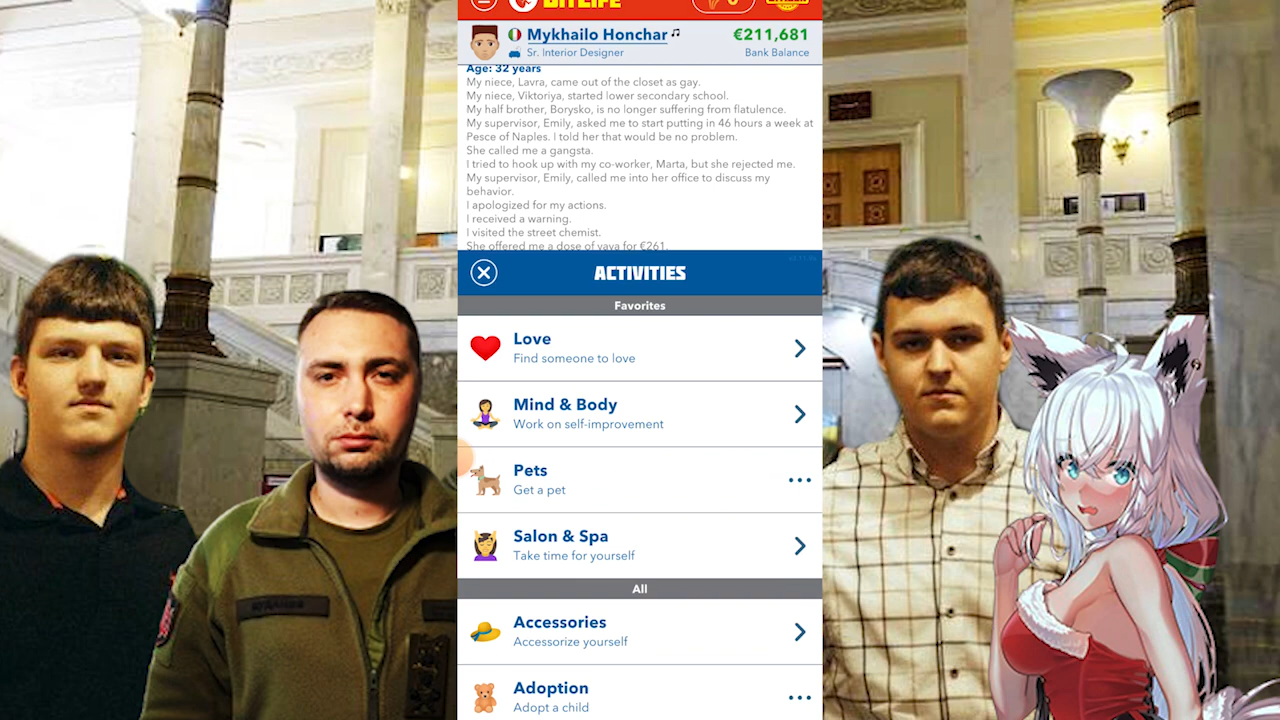 BITLIFE
Mykhailo Honchar
€211,681
Sr. Interior Designer
Bank Balance
Age: 32 years
My niece, Lavra, came out of the closet as gay.
My niece, Viktoriya, started lower secondary school.
My half brother, Borysko, is no longer suffering from flatulence.
My supervisor, Emily, asked me to start putting in 46 hours a week at
Pesce of Naples. I told her that would be no problem.
She called me a gangsta.
I tried to hook up with my co-worker, Marta, but she rejected me.
My supervisor, Emily, called me into her office to discuss my
behavior.
I apologized for my actions.
I received a warning.
I visited the street chemist.
She offered me a dose of yaya for €261.
ACTIVITIES
Favorites
Love
Find someone to love
Mind & Body
Work on self-improvement
Pets
Get a pet
Salon & Spa
Take time for yourself
All
Accessories
Accessorize yourself
Adoption
Adopt a child